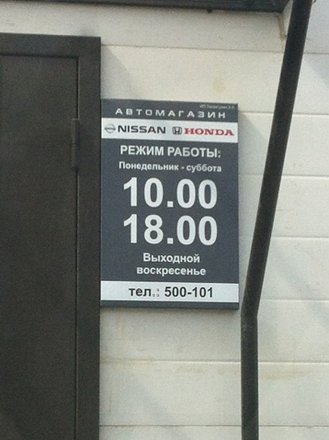 АВТОМАГАЗИН
NISSAN HONDA
РЕЖИМ РАБОТЫ:
Понедельник - суббота
10.00
18.00
Выходной
воскресенье
тел.: 500-101